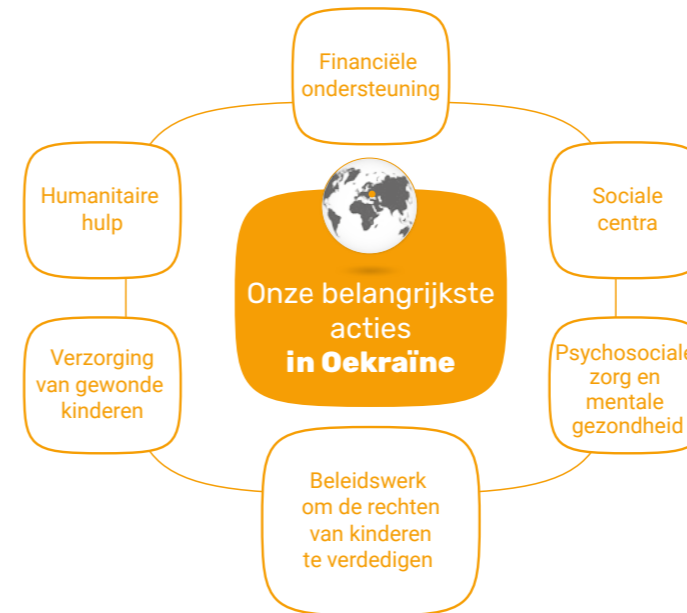 Financiële
ondersteuning
Humanitaire
hulp
Sociale
centra
Onze belangrijkste
acties
in Oekraïne
Verzorging
van gewonde
kinderen
Psychosociale
zorg en
mentale
gezondheid
Beleidswerk
om de rechten
van kinderen
te verdedigen